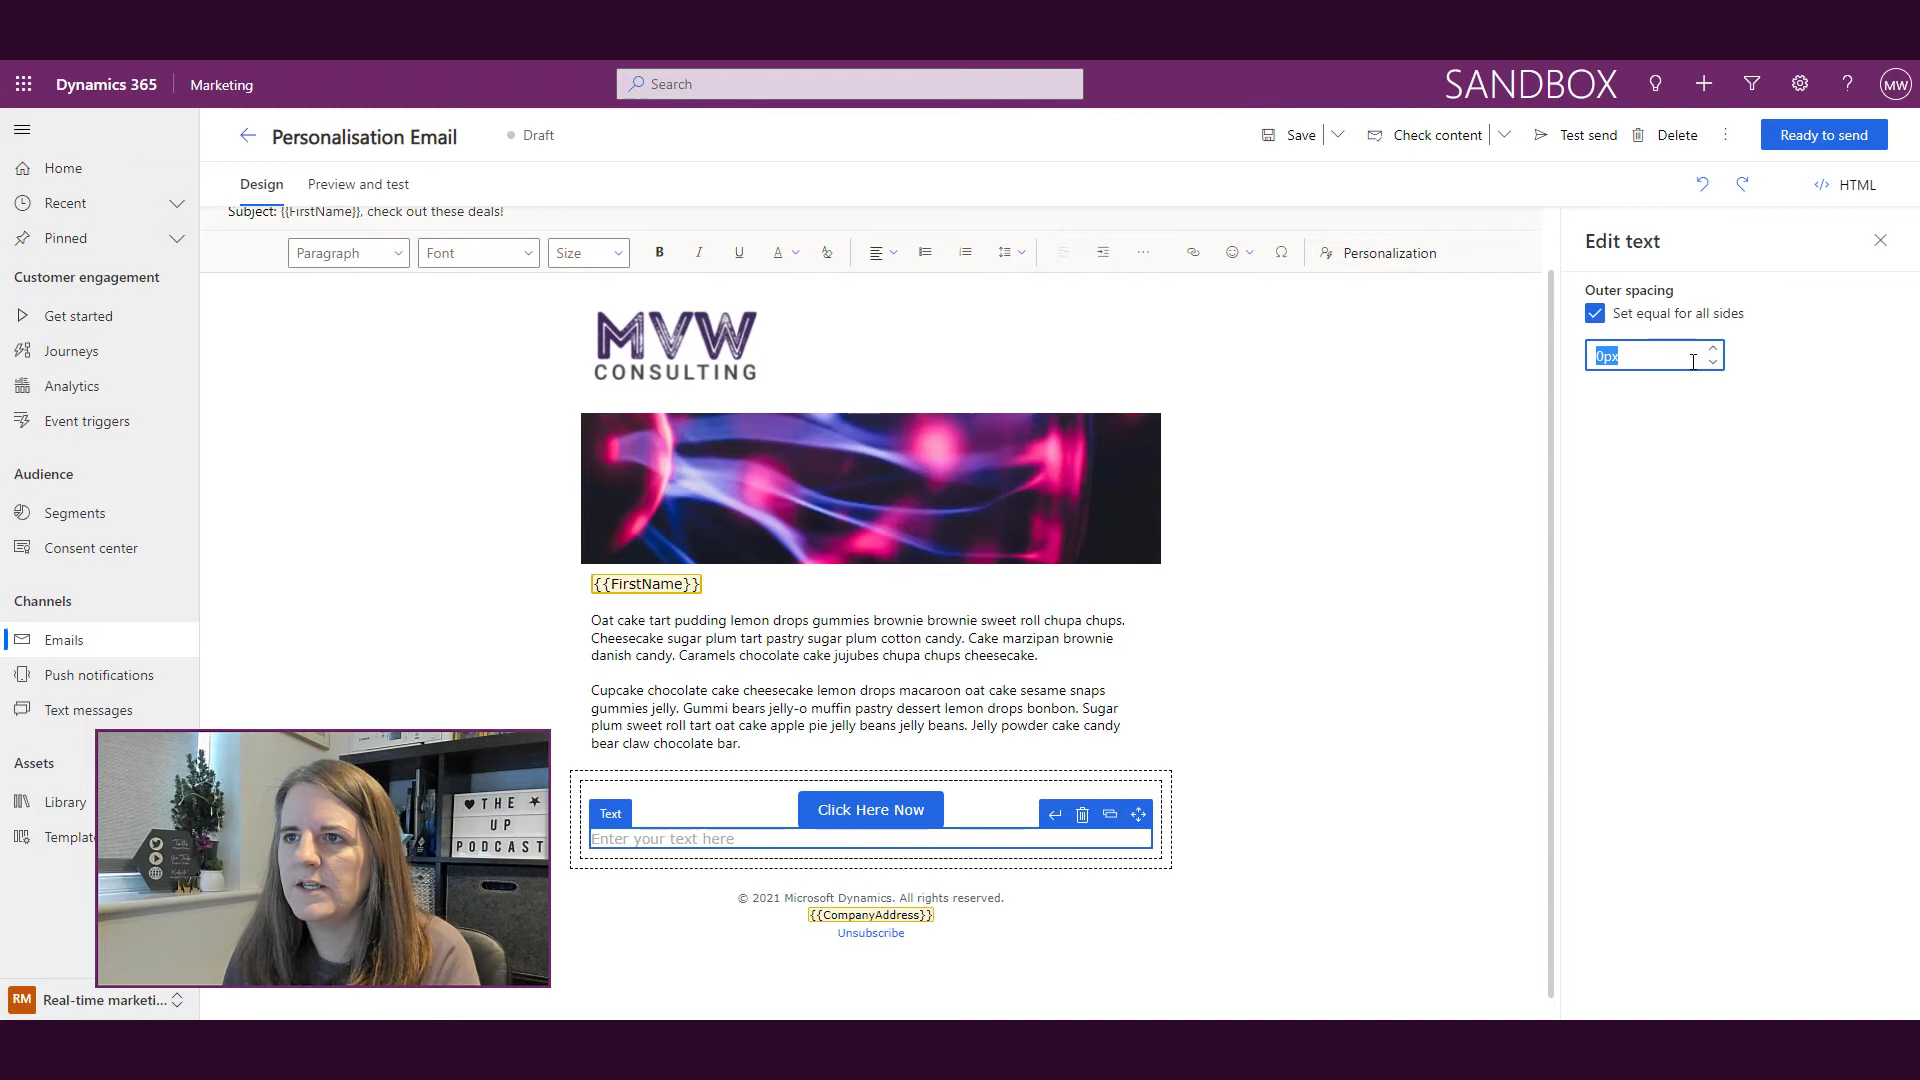 Dynamics 365
Marketing
Search
SANDBOX
MW
Personalisation Email
Draft
Save
Check content
Test send
Delete
Ready to send
Home
Recent
Pinned
Customer engagement
Get started
Journeys
Analytics
Event triggers
Audience
Segments
Consent center
Channels
Emails
Push notifications
Text messages
Assets
Library
Templat
RM
Real-time marketi...
Design
Preview and test
HTML
Subject: {{FirstName}}, check out these deals!
Paragraph
Font
Size
B
I
U
A
Personalization
MVW
CONSULTING
{{FirstName}}
Oat cake tart pudding lemon drops gummies brownie brownie sweet roll chupa chups.
Cheesecake sugar plum tart pastry sugar plum cotton candy. Cake marzipan brownie
danish candy. Caramels chocolate cake jujubes chupa chups cheesecake.
Cupcake chocolate cake cheesecake lemon drops macaroon oat cake sesame snaps
gummies jelly. Gummi bears jelly-o muffin pastry dessert lemon drops bonbon. Sugar
plum sweet roll tart oat cake apple pie jelly beans jelly beans. Jelly powder cake candy
bear claw chocolate bar.
Text
Click Here Now
Enter your text here
© 2021 Microsoft Dynamics. All rights reserved.
{{CompanyAddress}}
Unsubscribe
Edit text
Outer spacing
Set equal for all sides
0px
THE
UP
PODCAST